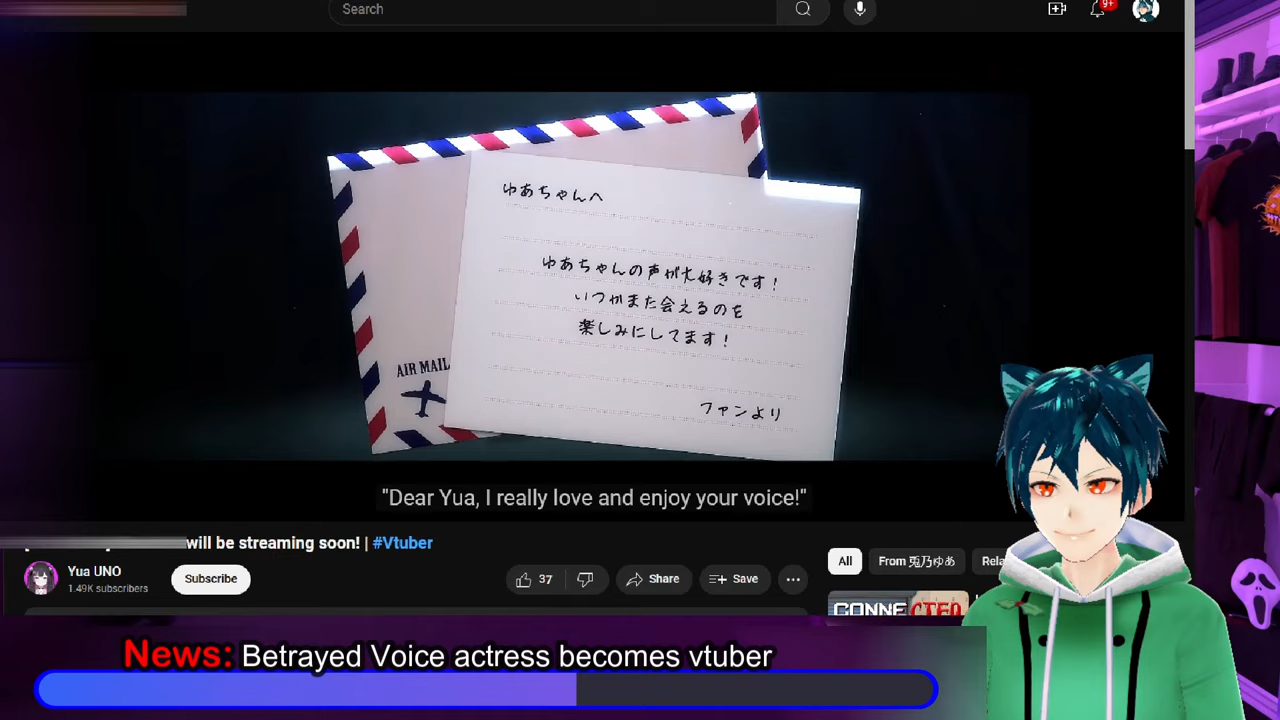 Search
9+
ゆあちゃんへ
ゆあちゃんの声が大好きです！
いつかまた会えるのを
楽しみにしてます！
ファンより
AIR MAIL
"Dear Yua, I really love and enjoy your voice!"
will be streaming soon! | #Vtuber
Yua UNO
1.49K subscribers
Subscribe
37
Share
Save
All
From 兎乃ゆあ
Rela
CONNECTED
News: Betrayed Voice actress becomes vtuber